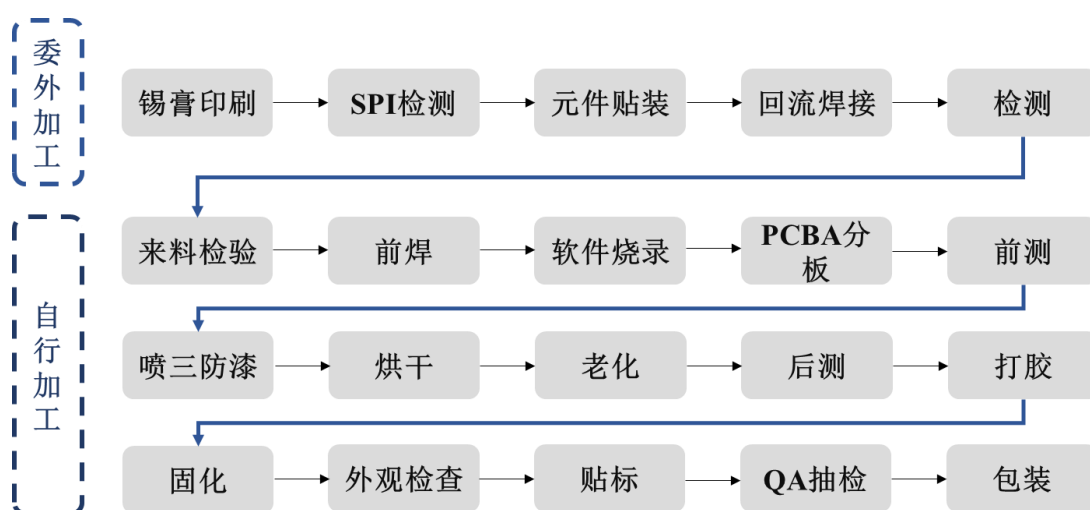 委外加工
锡膏印刷
SPI检测
元件贴装
回流焊接
检测
自行加工
来料检验
前焊
软件烧录
PCBA分
板
前测
喷三防漆
烘干
老化
后测
打胶
固化
外观检查
贴标
QA抽检
包装